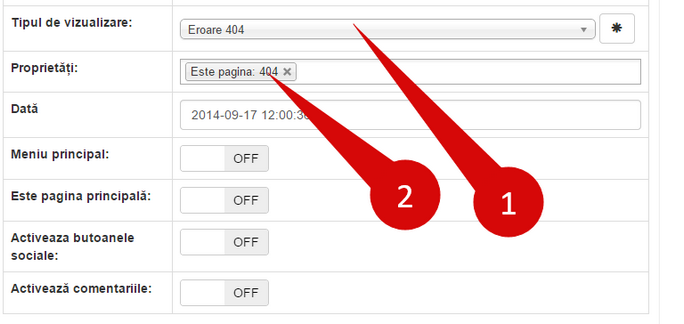 Tipul de vizualizare: Eroare 404
Proprietăți: Este pagina: 404 ×
Dată 2014-09-17 12:00:3
Meniu principal: OFF
Este pagina principală: OFF
Activeaza butoanele
sociale: OFF
Activează comentariile: OFF
2 1